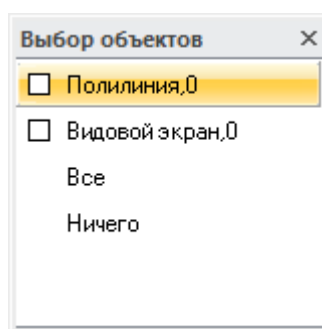 Выбор объектов
Полилиния,0
Видовой экран,0
Все
Ничего